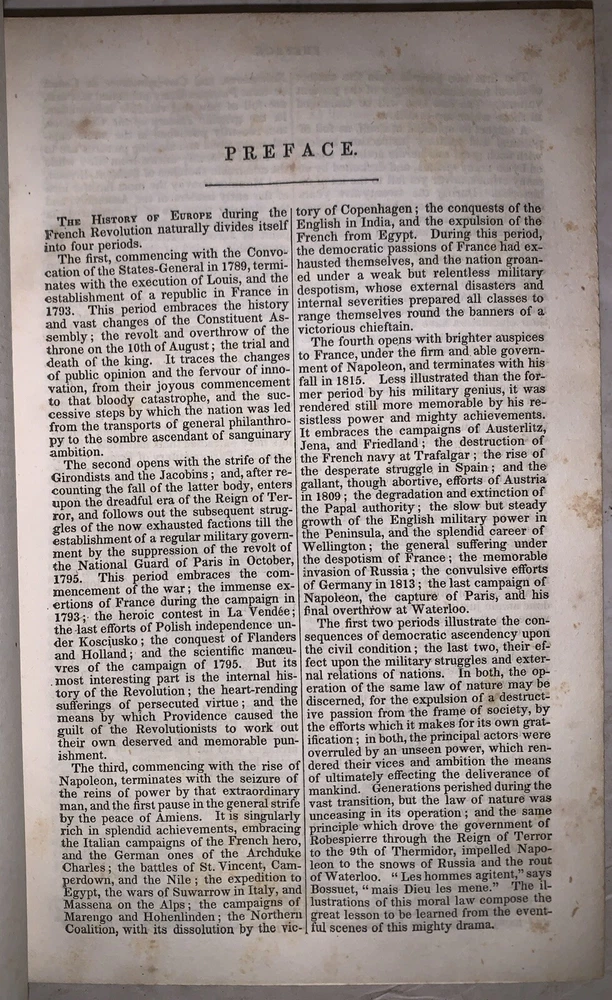 PREFACE.
THE HISTORY OF EUROPE during the
French Revolution naturally divides itself
into four periods.
The first, commencing with the Convo-
cation of the States-General in 1789, termi-
nates with the execution of Louis, and the
establishment of a republic in France in
1793. This period embraces the history
and vast changes of the Constituent As-
sembly; the revolt and overthrow of the
throne on the 10th of August; the trial and
death of the king. It traces the changes
of public opinion and the fervour of inno-
vation, from their joyous commencement
to that bloody catastrophe, and the suc-
cessive steps by which the nation was led
from the transports of general philanthro-
py to the sombre ascendant of sanguinary
ambition.
The second opens with the strife of the
Girondists and the Jacobins; and, after re-
counting the fall of the latter body, enters
upon the dreadful era of the Reign of Ter-
ror, and follows out the subsequent strug-
gles of the now exhausted factions till the
establishment of a regular military govern-
ment by the suppression of the revolt of
the National Guard of Paris in October,
1795. This period embraces the com-
mencement of the war; the immense ex-
ertions of France during the campaign in
1793; the heroic contest in La Vendée;
the last efforts of Polish independence un-
der Kosciusko; the conquest of Flanders
and Holland; and the scientific manœu-
vres of the campaign of 1795. But its
most interesting part is the internal his-
tory of the Revolution; the heart-rending
sufferings of persecuted virtue; and the
means by which Providence caused the
guilt of the Revolutionists to work out
their own deserved and memorable pun-
ishment.
The third, commencing with the rise of
Napoleon, terminates with the seizure of
the reins of power by that extraordinary
man, and the first pause in the general strife
by the peace of Amiens. It is singularly
rich in splendid achievements, embracing
the Italian campaigns of the French hero,
and the German ones of the Archduke
Charles; the battles of St. Vincent, Cam-
perdown, and the Nile; the expedition to
Egypt, the wars of Suwarrow in Italy, and
Massena on the Alps; the campaigns of
Marengo and Hohenlinden; the Northern
Coalition, with its dissolution by the vic-
tory of Copenhagen; the conquests of the
English in India, and the expulsion of the
French from Egypt. During this period,
the democratic passions of France had ex-
hausted themselves, and the nation groan-
ed under a weak but relentless military
despotism, whose external disasters and
internal severities prepared all classes to
range themselves round the banners of a
victorious chieftain.
The fourth opens with brighter auspices
to France, under the firm and able govern-
ment of Napoleon, and terminates with his
fall in 1815. Less illustrated than the for-
mer period by his military genius, it was
rendered still more memorable by his re-
sistless power and mighty achievements.
It embraces the campaigns of Austerlitz,
Jena, and Friedland; the destruction of
the French navy at Trafalgar; the rise of
the desperate struggle in Spain; and the
gallant, though abortive, efforts of Austria
in 1809; the degradation and extinction of
the Papal authority; the slow but steady
growth of the English military power in
the Peninsula, and the splendid career of
Wellington; the general suffering under
the despotism of France; the memorable
invasion of Russia; the convulsive efforts
of Germany in 1813; the last campaign of
Napoleon, the capture of Paris, and his
final overthrow at Waterloo.
The first two periods illustrate the con-
sequences of democratic ascendency upon
the civil condition; the last two, their ef-
fect upon the military struggles and exter-
nal relations of nations. In both, the op-
eration of the same law of nature may be
discerned, for the expulsion of a destruct-
ive passion from the frame of society, by
the efforts which it makes for its own grat-
ification; in both, the principal actors were
overruled by an unseen power, which ren-
dered their vices and ambition the means
of ultimately effecting the deliverance of
mankind. Generations perished during the
vast transition, but the law of nature was
unceasing in its operation; and the same
principle which drove the government of
Robespierre through the Reign of Terror
to the 9th of Thermidor, impelled Napo-
leon to the snows of Russia and the rout
of Waterloo. "Les hommes agitent," says
Bossuet, "mais Dieu les mene." The il-
lustrations of this moral law compose the
great lesson to be learned from the event-
ful scenes of this mighty drama.